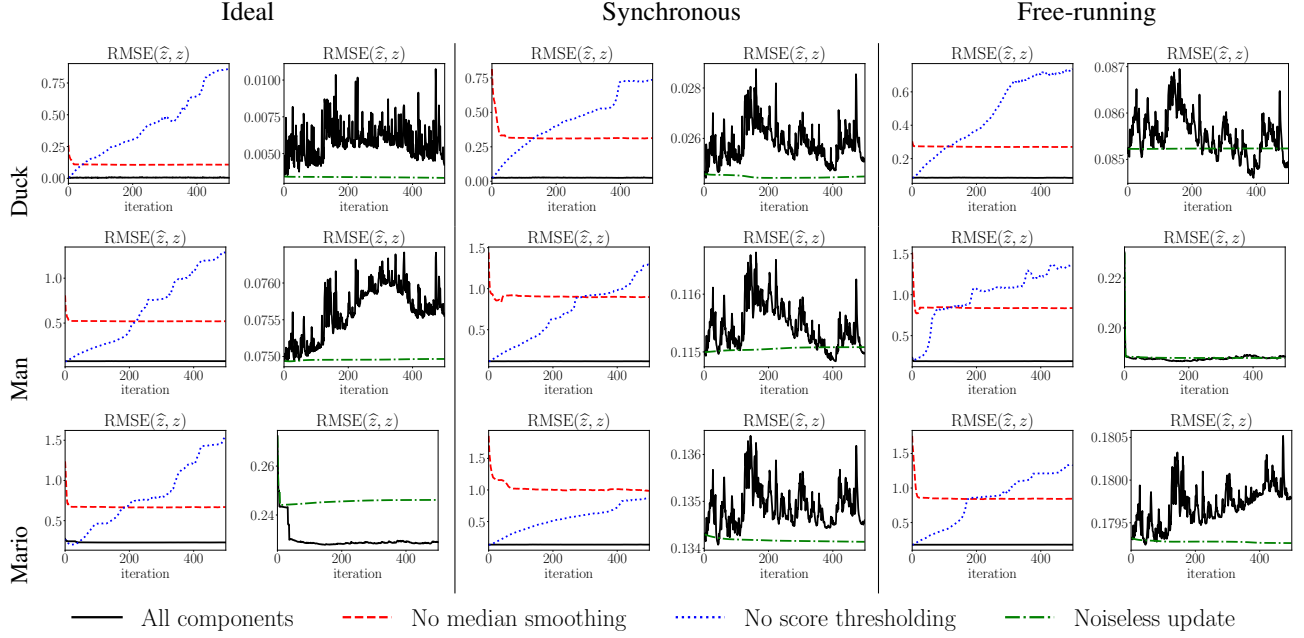 Ideal Synchronous Free-running
RMSE(ẑ, z) RMSE(ẑ, z) RMSE(ẑ, z) RMSE(ẑ, z) RMSE(ẑ, z) RMSE(ẑ, z)
Duck
0.75 0.50 0.25 0.00
0.0100 0.0075 0.0050
0.75 0.50 0.25 0.00
0.028 0.026
0.6 0.4 0.2
0.087 0.086 0.085
0 200 400 0 200 400 0 200 400 0 200 400 0 200 400 0 200 400
iteration iteration iteration iteration iteration iteration
RMSE(ẑ, z) RMSE(ẑ, z) RMSE(ẑ, z) RMSE(ẑ, z) RMSE(ẑ, z) RMSE(ẑ, z)
Man
1.0 0.5
0.0760 0.0755 0.0750
1.5 1.0 0.5
0.116 0.115
1.5 1.0 0.5
0.22 0.20
0 200 400 0 200 400 0 200 400 0 200 400 0 200 400 0 200 400
iteration iteration iteration iteration iteration iteration
RMSE(ẑ, z) RMSE(ẑ, z) RMSE(ẑ, z) RMSE(ẑ, z) RMSE(ẑ, z) RMSE(ẑ, z)
Mario
1.5 1.0 0.5
0.26 0.24
1.5 1.0 0.5
0.136 0.135 0.134
1.5 1.0 0.5
0.1805 0.1800 0.1795
0 200 400 0 200 400 0 200 400 0 200 400 0 200 400 0 200 400
iteration iteration iteration iteration iteration iteration
All components No median smoothing No score thresholding Noiseless update